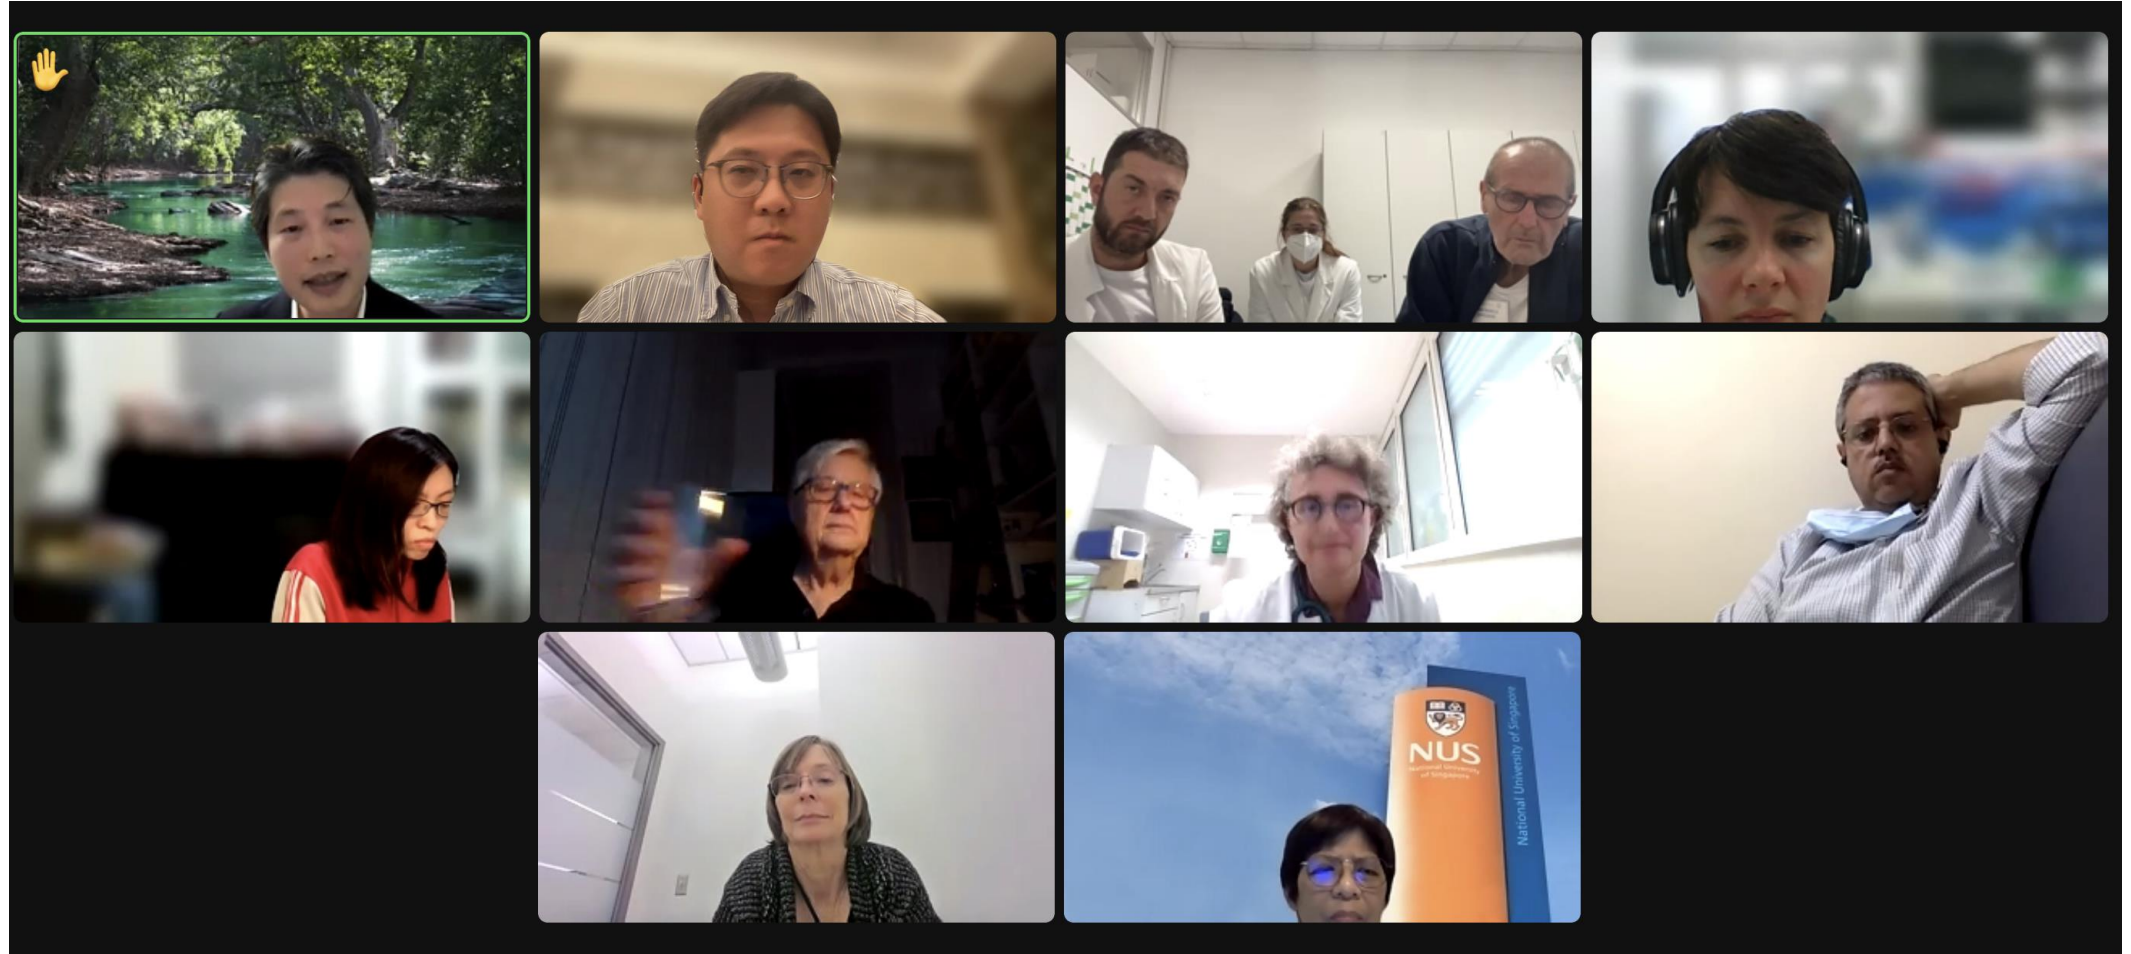 NUS
National University
of Singapore
National University of Singapore